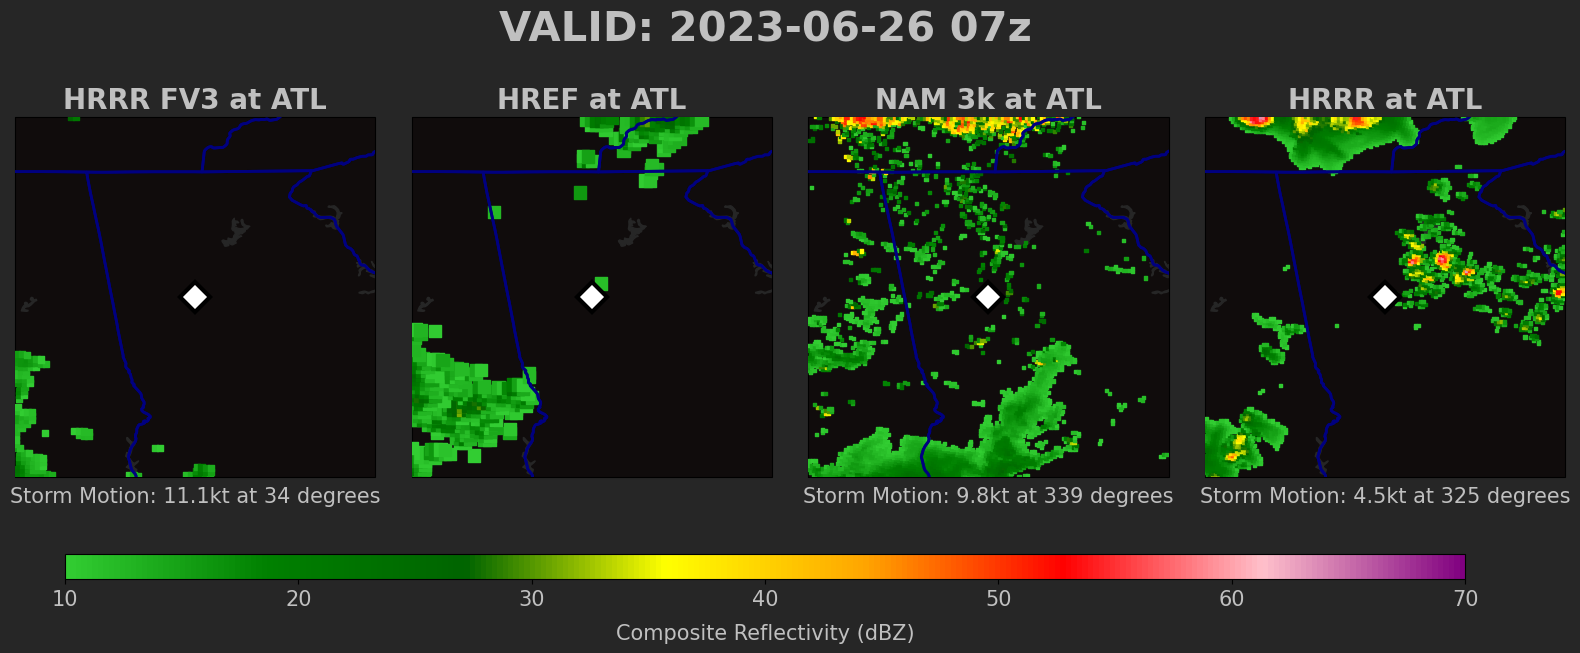 VALID: 2023-06-26 07z
HRRR FV3 at ATL
HREF at ATL
NAM 3k at ATL
HRRR at ATL
Storm Motion: 11.1kt at 34 degrees
Storm Motion: 9.8kt at 339 degrees
Storm Motion: 4.5kt at 325 degrees
10 20 30 40 50 60 70
Composite Reflectivity (dBZ)